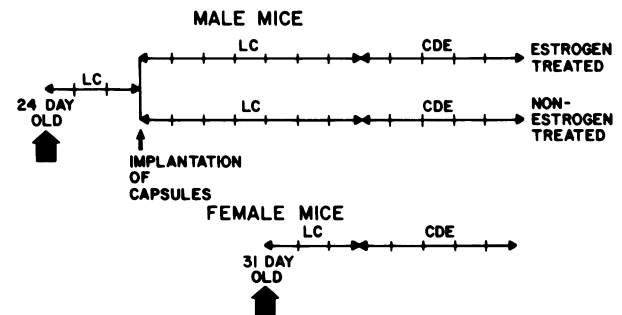 MALE MICE
LC
CDE
ESTROGEN
TREATED
LC
24 DAY
OLD
LC
CDE
NON-
ESTROGEN
TREATED
IMPLANTATION
OF
CAPSULES
FEMALE MICE
LC
CDE
31 DAY
OLD